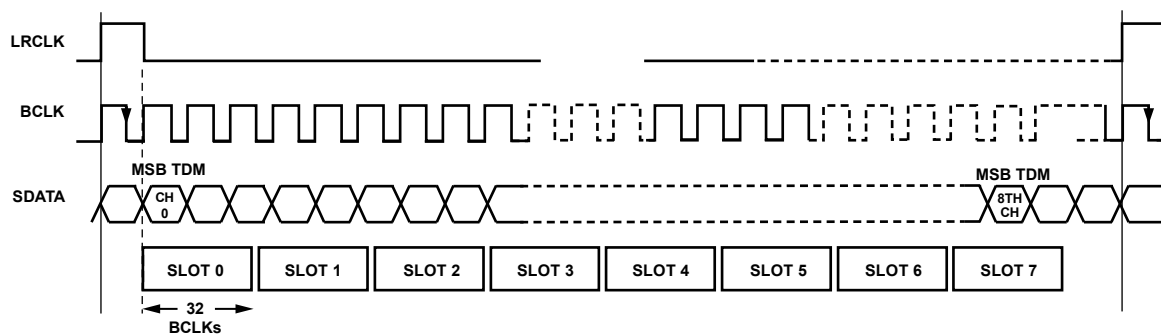 LRCLK
BCLK
MSB TDM
MSB TDM
SDATA
CH
0
8TH
CH
SLOT 0
SLOT 1
SLOT 2
SLOT 3
SLOT 4
SLOT 5
SLOT 6
SLOT 7
32
BCLKs